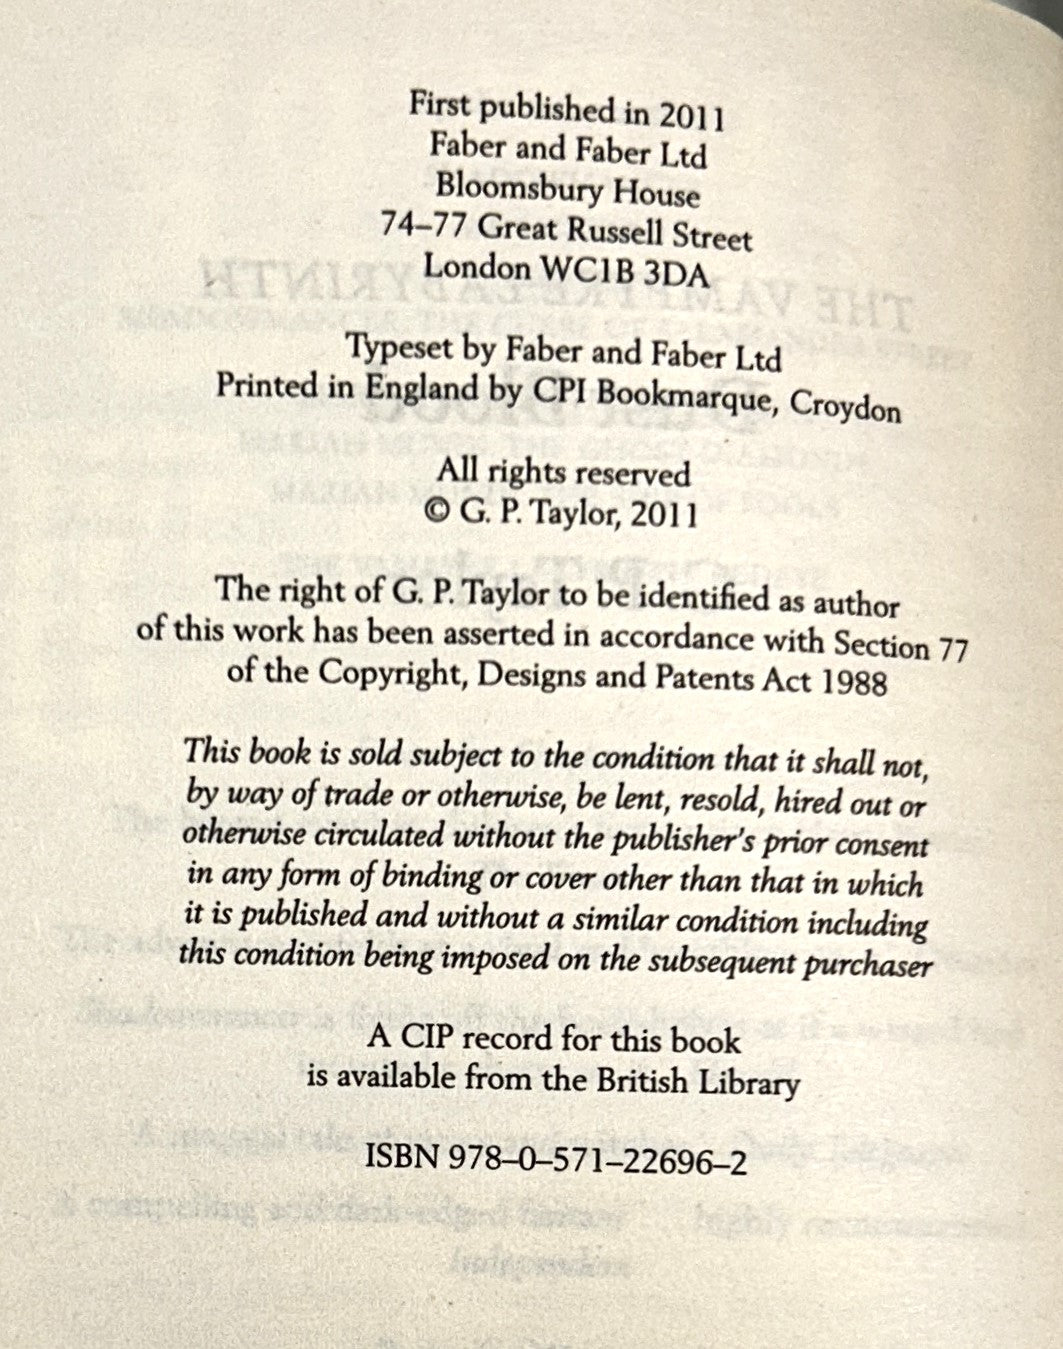 First published in 2011
Faber and Faber Ltd
Bloomsbury House
74–77 Great Russell Street
London WC1B 3DA
Typeset by Faber and Faber Ltd
Printed in England by CPI Bookmarque, Croydon
All rights reserved
© G. P. Taylor, 2011
The right of G. P. Taylor to be identified as author
of this work has been asserted in accordance with Section 77
of the Copyright, Designs and Patents Act 1988
This book is sold subject to the condition that it shall not,
by way of trade or otherwise, be lent, resold, hired out or
otherwise circulated without the publisher's prior consent
in any form of binding or cover other than that in which
it is published and without a similar condition including
this condition being imposed on the subsequent purchaser
A CIP record for this book
is available from the British Library
ISBN 978–0–571–22696–2